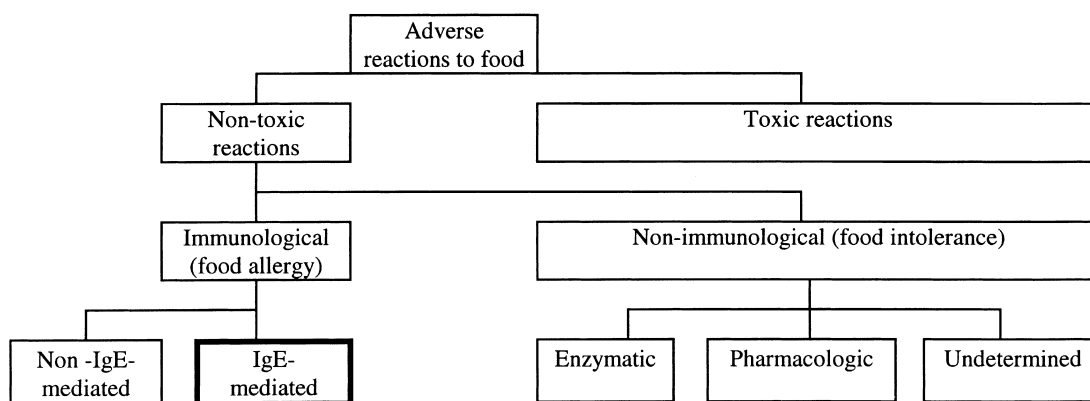 Adverse
reactions to food
Non-toxic
reactions
Toxic reactions
Immunological
(food allergy)
Non-immunological (food intolerance)
Non -IgE-
mediated
IgE-
mediated
Enzymatic
Pharmacologic
Undetermined